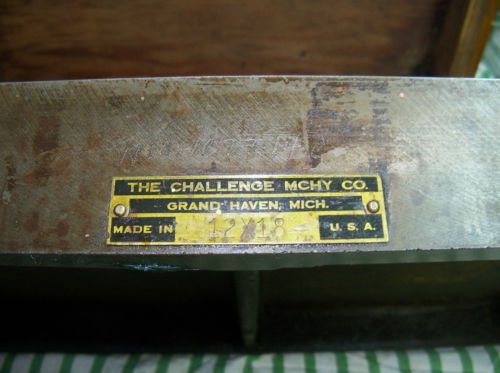 THE CHALLENGE MCHY CO.
GRAND HAVEN, MICH.
MADE IN 12X18 U.S.A.